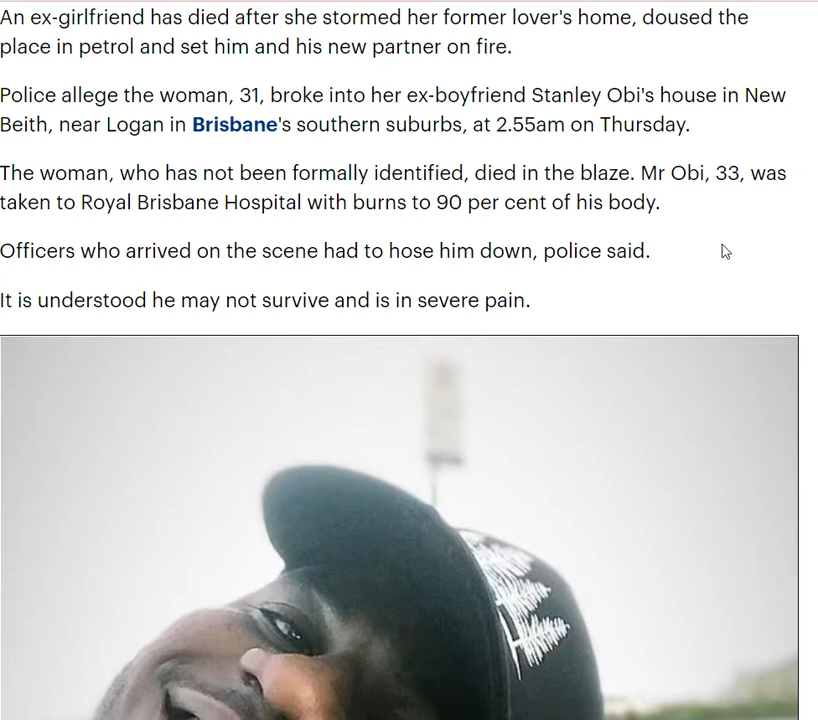 An ex-girlfriend has died after she stormed her former lover's home, doused the
place in petrol and set him and his new partner on fire.
Police allege the woman, 31, broke into her ex-boyfriend Stanley Obi's house in New
Beith, near Logan in Brisbane's southern suburbs, at 2.55am on Thursday.
The woman, who has not been formally identified, died in the blaze. Mr Obi, 33, was
taken to Royal Brisbane Hospital with burns to 90 per cent of his body.
Officers who arrived on the scene had to hose him down, police said.
It is understood he may not survive and is in severe pain.